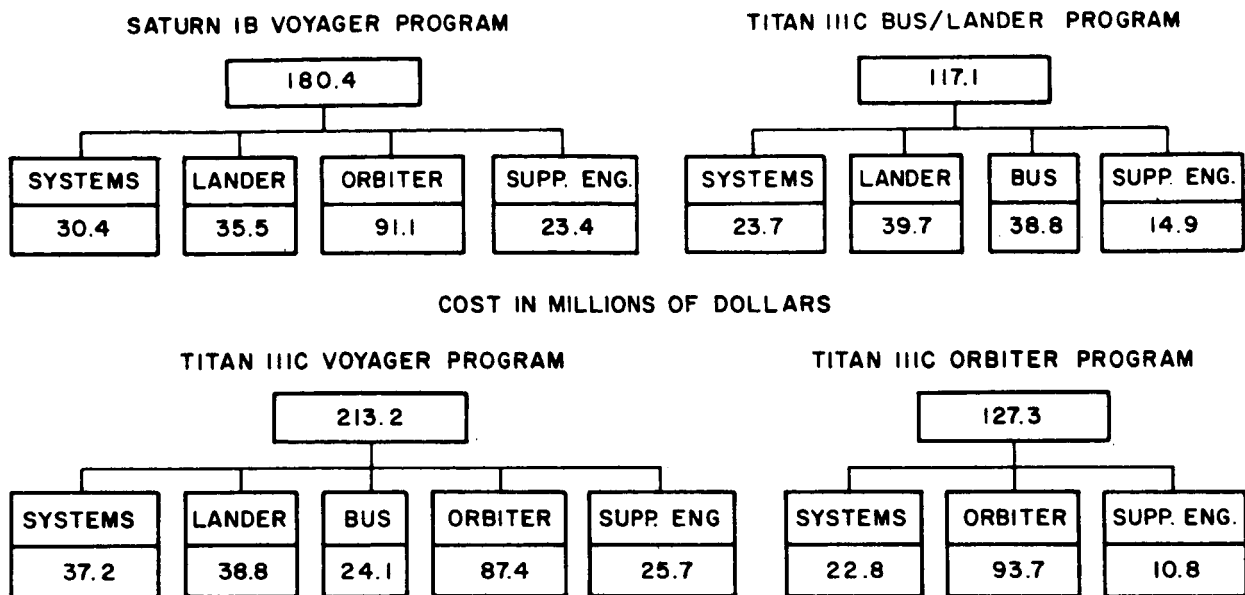 SATURN IB VOYAGER PROGRAM
180.4
SYSTEMS LANDER ORBITER SUPP. ENG.
30.4 35.5 91.1 23.4
TITAN IIIC BUS/LANDER PROGRAM
117.1
SYSTEMS LANDER BUS SUPP. ENG.
23.7 39.7 38.8 14.9
COST IN MILLIONS OF DOLLARS
TITAN IIIC VOYAGER PROGRAM
213.2
SYSTEMS LANDER BUS ORBITER SUPP. ENG
37.2 38.8 24.1 87.4 25.7
TITAN IIIC ORBITER PROGRAM
127.3
SYSTEMS ORBITER SUPP. ENG.
22.8 93.7 10.8